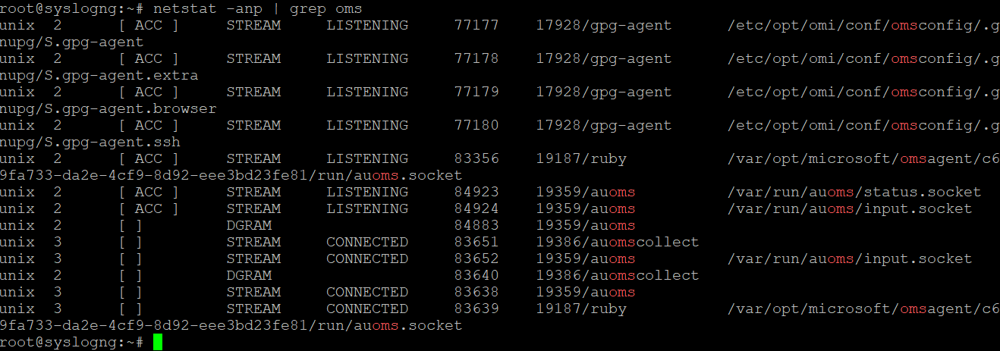 root@syslogng:~# netstat -anp | grep oms
unix  2      [ ACC ]     STREAM     LISTENING     77177    17928/gpg-agent      /etc/opt/omi/conf/omsconfig/.g
nupg/S.gpg-agent
unix  2      [ ACC ]     STREAM     LISTENING     77178    17928/gpg-agent      /etc/opt/omi/conf/omsconfig/.g
nupg/S.gpg-agent.extra
unix  2      [ ACC ]     STREAM     LISTENING     77179    17928/gpg-agent      /etc/opt/omi/conf/omsconfig/.g
nupg/S.gpg-agent.browser
unix  2      [ ACC ]     STREAM     LISTENING     77180    17928/gpg-agent      /etc/opt/omi/conf/omsconfig/.g
nupg/S.gpg-agent.ssh
unix  2      [ ACC ]     STREAM     LISTENING     83356    19187/ruby           /var/opt/microsoft/omsagent/c6
9fa733-da2e-4cf9-8d92-eee3bd23fe81/run/auoms.socket
unix  2      [ ACC ]     STREAM     LISTENING     84923    19359/auoms          /var/run/auoms/status.socket
unix  2      [ ACC ]     STREAM     LISTENING     84924    19359/auoms          /var/run/auoms/input.socket
unix  2      [ ]         DGRAM                    84883    19359/auoms
unix  3      [ ]         STREAM     CONNECTED     83651    19386/auomscollect
unix  3      [ ]         STREAM     CONNECTED     83652    19359/auoms          /var/run/auoms/input.socket
unix  2      [ ]         DGRAM                    83640    19386/auomscollect
unix  3      [ ]         STREAM     CONNECTED     83638    19359/auoms
unix  3      [ ]         STREAM     CONNECTED     83639    19187/ruby           /var/opt/microsoft/omsagent/c6
9fa733-da2e-4cf9-8d92-eee3bd23fe81/run/auoms.socket
root@syslogng:~#